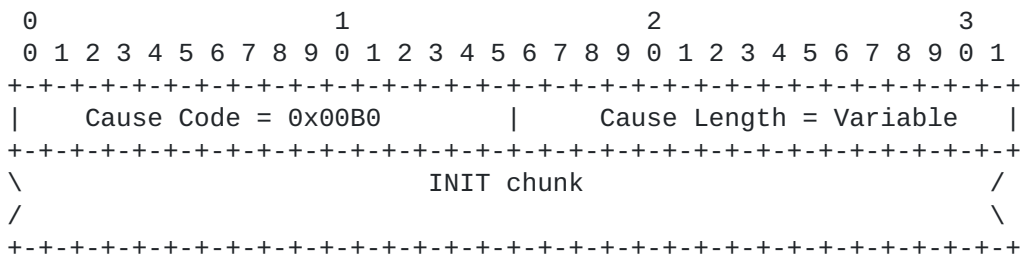 0                   1                   2                   3
 0 1 2 3 4 5 6 7 8 9 0 1 2 3 4 5 6 7 8 9 0 1 2 3 4 5 6 7 8 9 0 1
+-+-+-+-+-+-+-+-+-+-+-+-+-+-+-+-+-+-+-+-+-+-+-+-+-+-+-+-+-+-+-+-+
|    Cause Code = 0x00B0        |     Cause Length = Variable   |
+-+-+-+-+-+-+-+-+-+-+-+-+-+-+-+-+-+-+-+-+-+-+-+-+-+-+-+-+-+-+-+-+
\                          INIT chunk                          /
/                                                              \
+-+-+-+-+-+-+-+-+-+-+-+-+-+-+-+-+-+-+-+-+-+-+-+-+-+-+-+-+-+-+-+-+